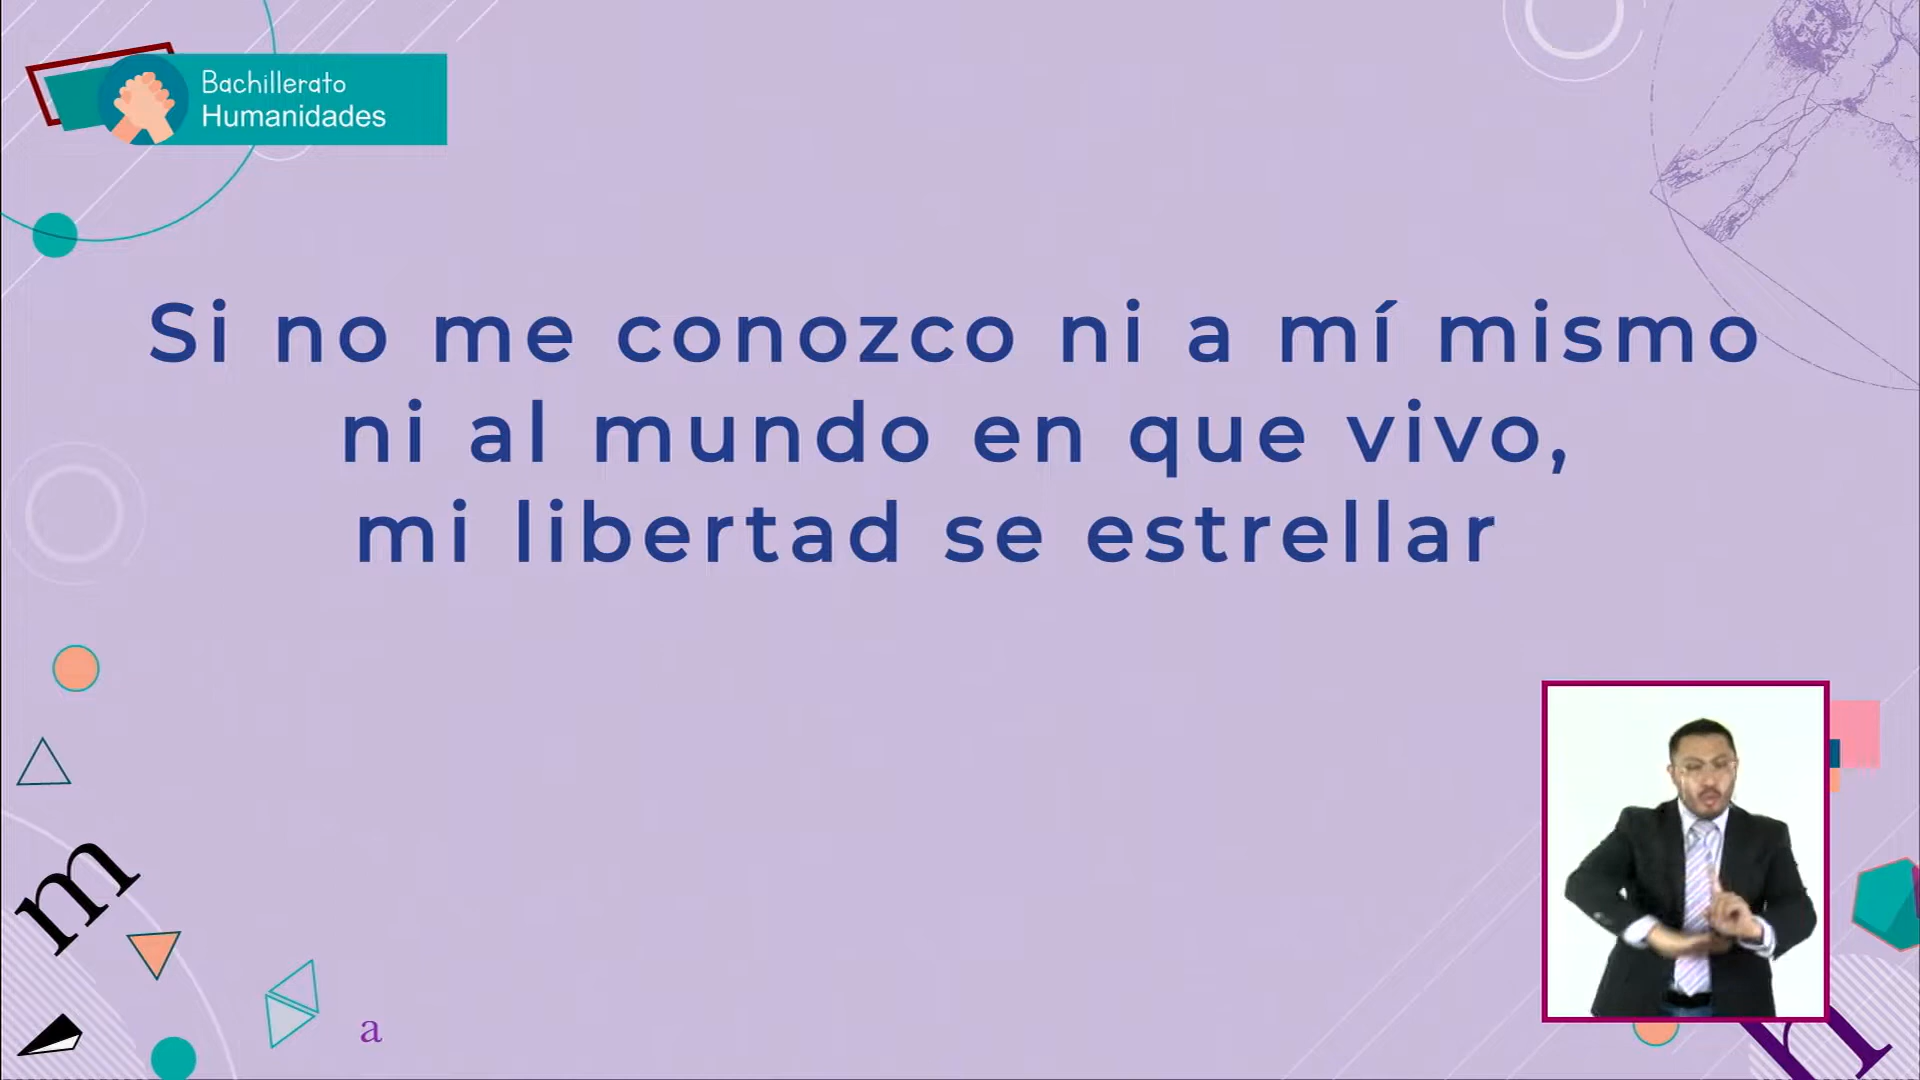 Bachillerato
Humanidades
Si no me conozco ni a mí mismo
ni al mundo en que vivo,
mi libertad se estrellar
m
a